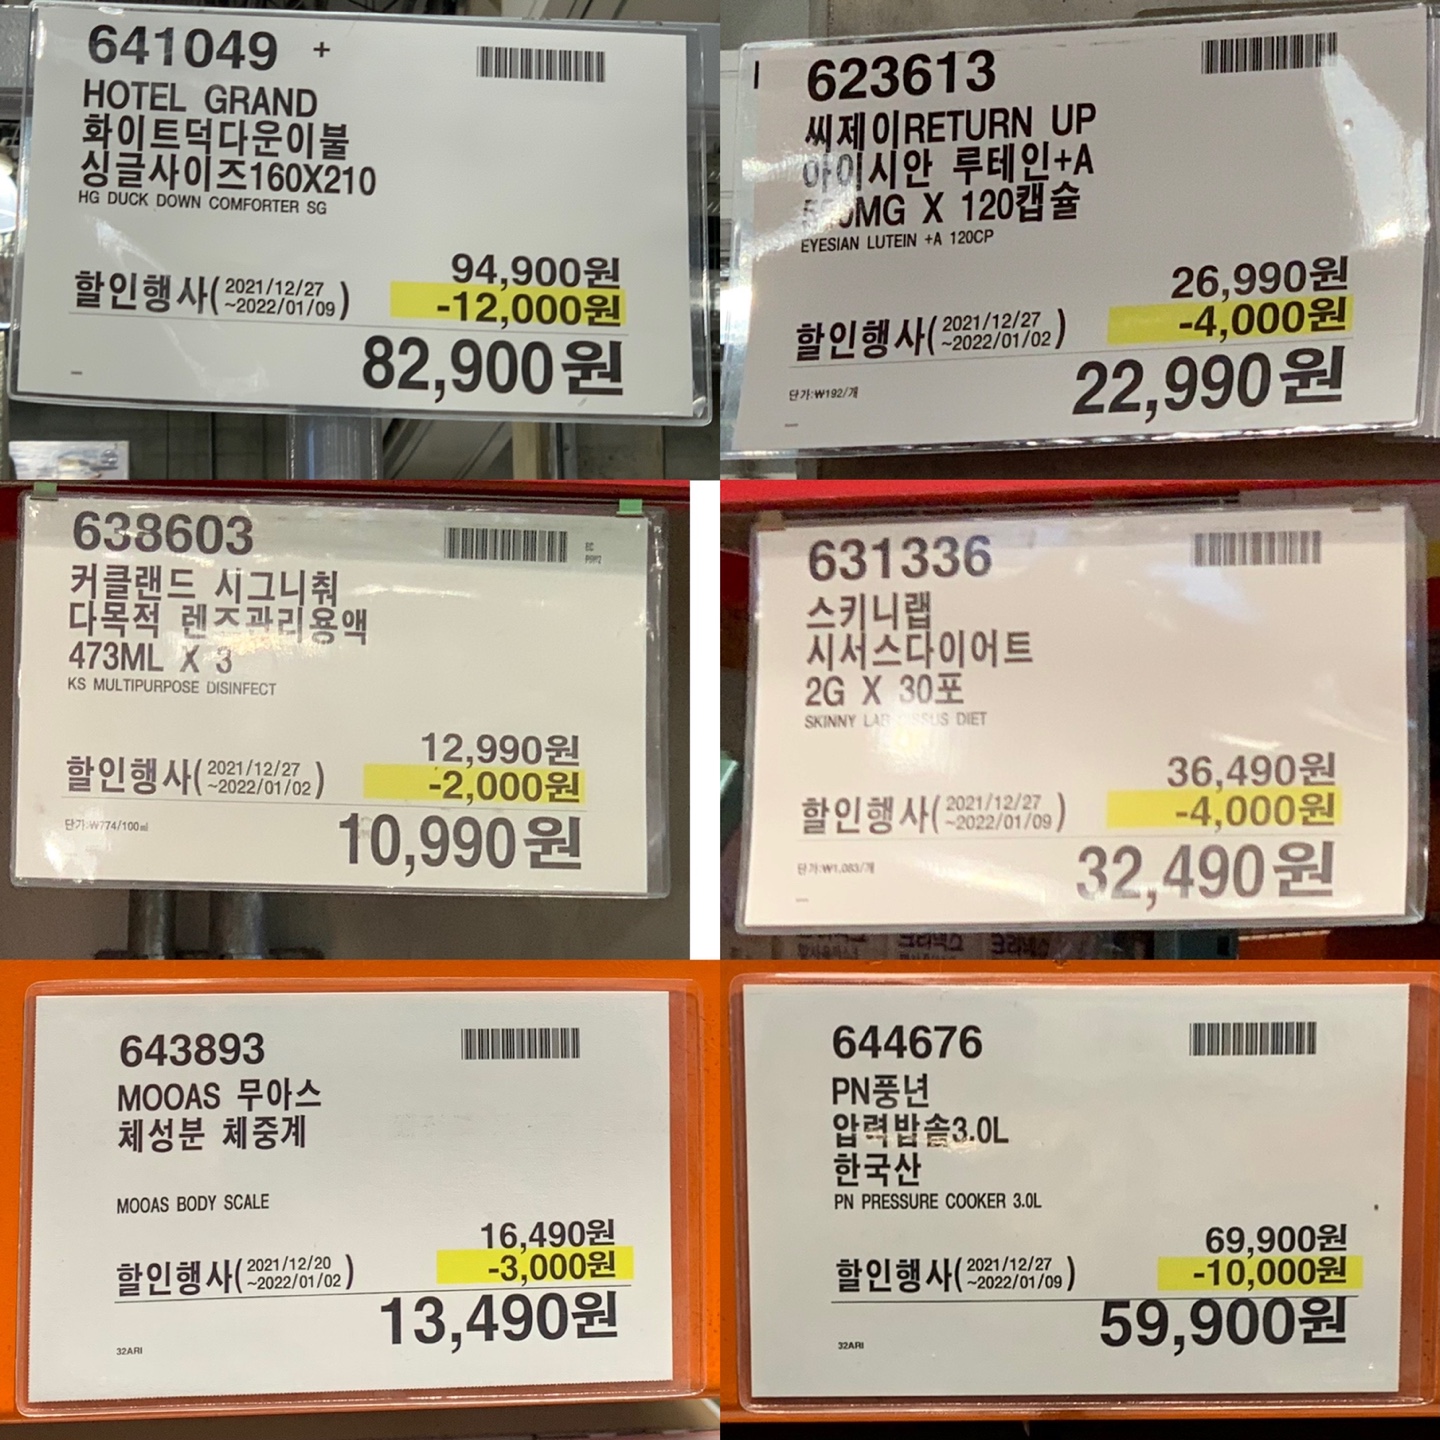 641049 +
HOTEL GRAND
화이트덕다운이불
싱글사이즈160X210
HG DUCK DOWN COMFORTER SG
94,900원
할인행사( 2021/12/27 ~2022/01/09 ) -12,000원
82,900원
623613
씨제이RETURN UP
아이시안 루테인+A
MG X 120캡슐
EYESIAN LUTEIN +A 120CP
26,990원
할인행사( 2021/12/27 ~2022/01/02 ) -4,000원
단가:₩192/개
22,990원
638603
EC
커클랜드 시그니춰
다목적 렌즈관리용액
473ML X 3
KS MULTIPURPOSE DISINFECT
12,990원
할인행사( 2021/12/27 ~2022/01/02 ) -2,000원
단가:₩774/100㎖
10,990원
631336
스키니랩
시서스다이어트
2G X 30포
SKINNY LAB CISSUS DIET
36,490원
할인행사( 2021/12/27 ~2022/01/09 ) -4,000원
단가:₩1,083/개
32,490원
643893
MOOAS 무아스
체성분 체중계
MOOAS BODY SCALE
16,490원
할인행사( 2021/12/20 ~2022/01/02 ) -3,000원
13,490원
32ARI
644676
PN풍년
압력밥솥3.0L
한국산
PN PRESSURE COOKER 3.0L
69,900원
할인행사( 2021/12/27 ~2022/01/09 ) -10,000원
59,900원
32ARI